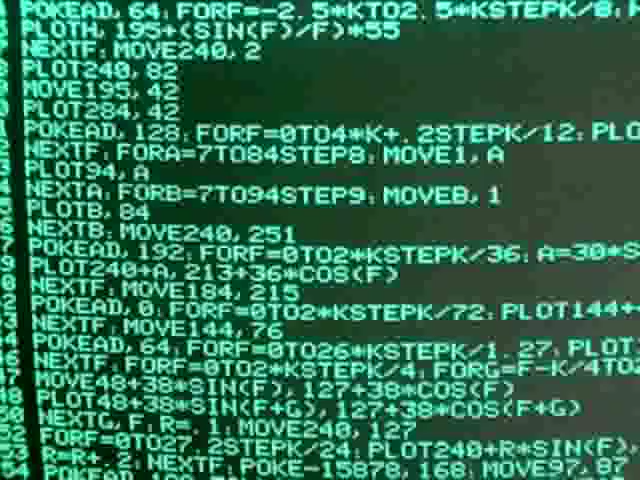 POKEAD, 64: FORF=-2.5*KTO2.5*KSTEPK/8:
PLOTH, 195+(SIN(F)/F)*55
NEXTF: MOVE240, 2
PLOT240, 82
MOVE195, 42
PLOT284, 42
POKEAD, 128: FORF=0TO4*K+.2STEPK/12: PLO
NEXTF: FORA=7TO84STEP8: MOVE1, A
PLOT94, A
NEXTA: FORB=7TO94STEP9: MOVEB, 1
PLOTB, 84
NEXTB: MOVE240, 251
7 POKEAD, 192: FORF=0TO2*KSTEPK/36: A=30*S
PLOT240+A, 213+36*COS(F)
NEXTF: MOVE184, 215
POKEAD, 0: FORF=0TO2*KSTEPK/72: PLOT144+
NEXTF: MOVE144, 76
POKEAD, 64: FORF=0TO26*KSTEPK/1.27: PLOT
NEXTF: FORF=0TO2*KSTEPK/4: FORG=F-K/4TO
MOVE48+38*SIN(F), 127+38*COS(F)
PLOT48+38*SIN(F+G), 127+38*COS(F+G)
NEXTG, F: R=.1: MOVE240, 127
FORF=0TO27.2STEPK/24: PLOT240+R*SIN(F),
R=R+.2: NEXTF: POKE-15878, 168: MOVE97, 87
54 POKEAD,